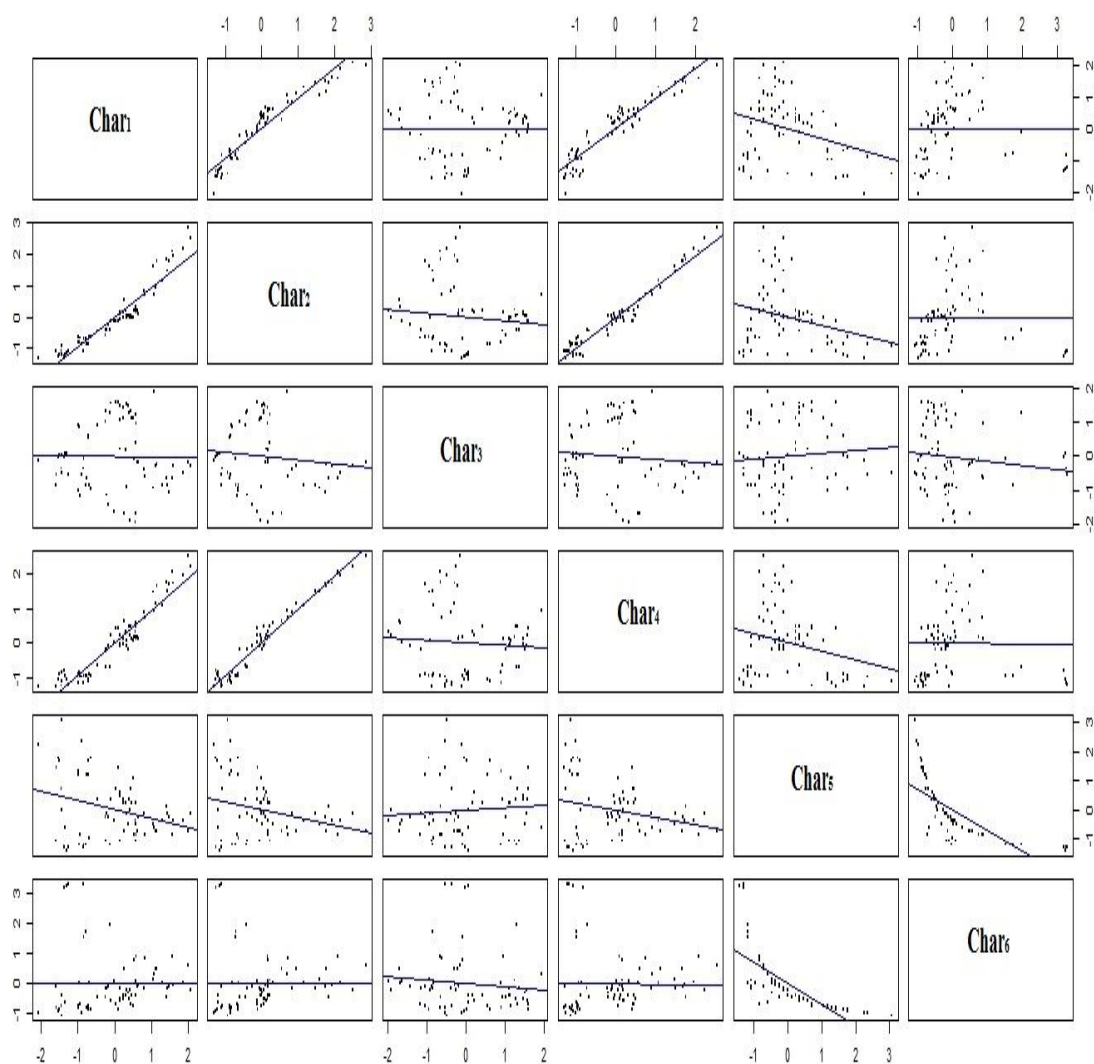 -1 0 1 2 3 -1 0 1 2 -1 0 1 2 3
Char₁
-2 -1 0 1 2
-1 0 1 2 3
Char₂
Char₃
-2 -1 0 1 2
-1 0 1 2
Char₄
Char₅
-1 0 1 2 3
-1 0 1 2 3
Char₆
-2 -1 0 1 2 -2 -1 0 1 2 -1 0 1 2 3